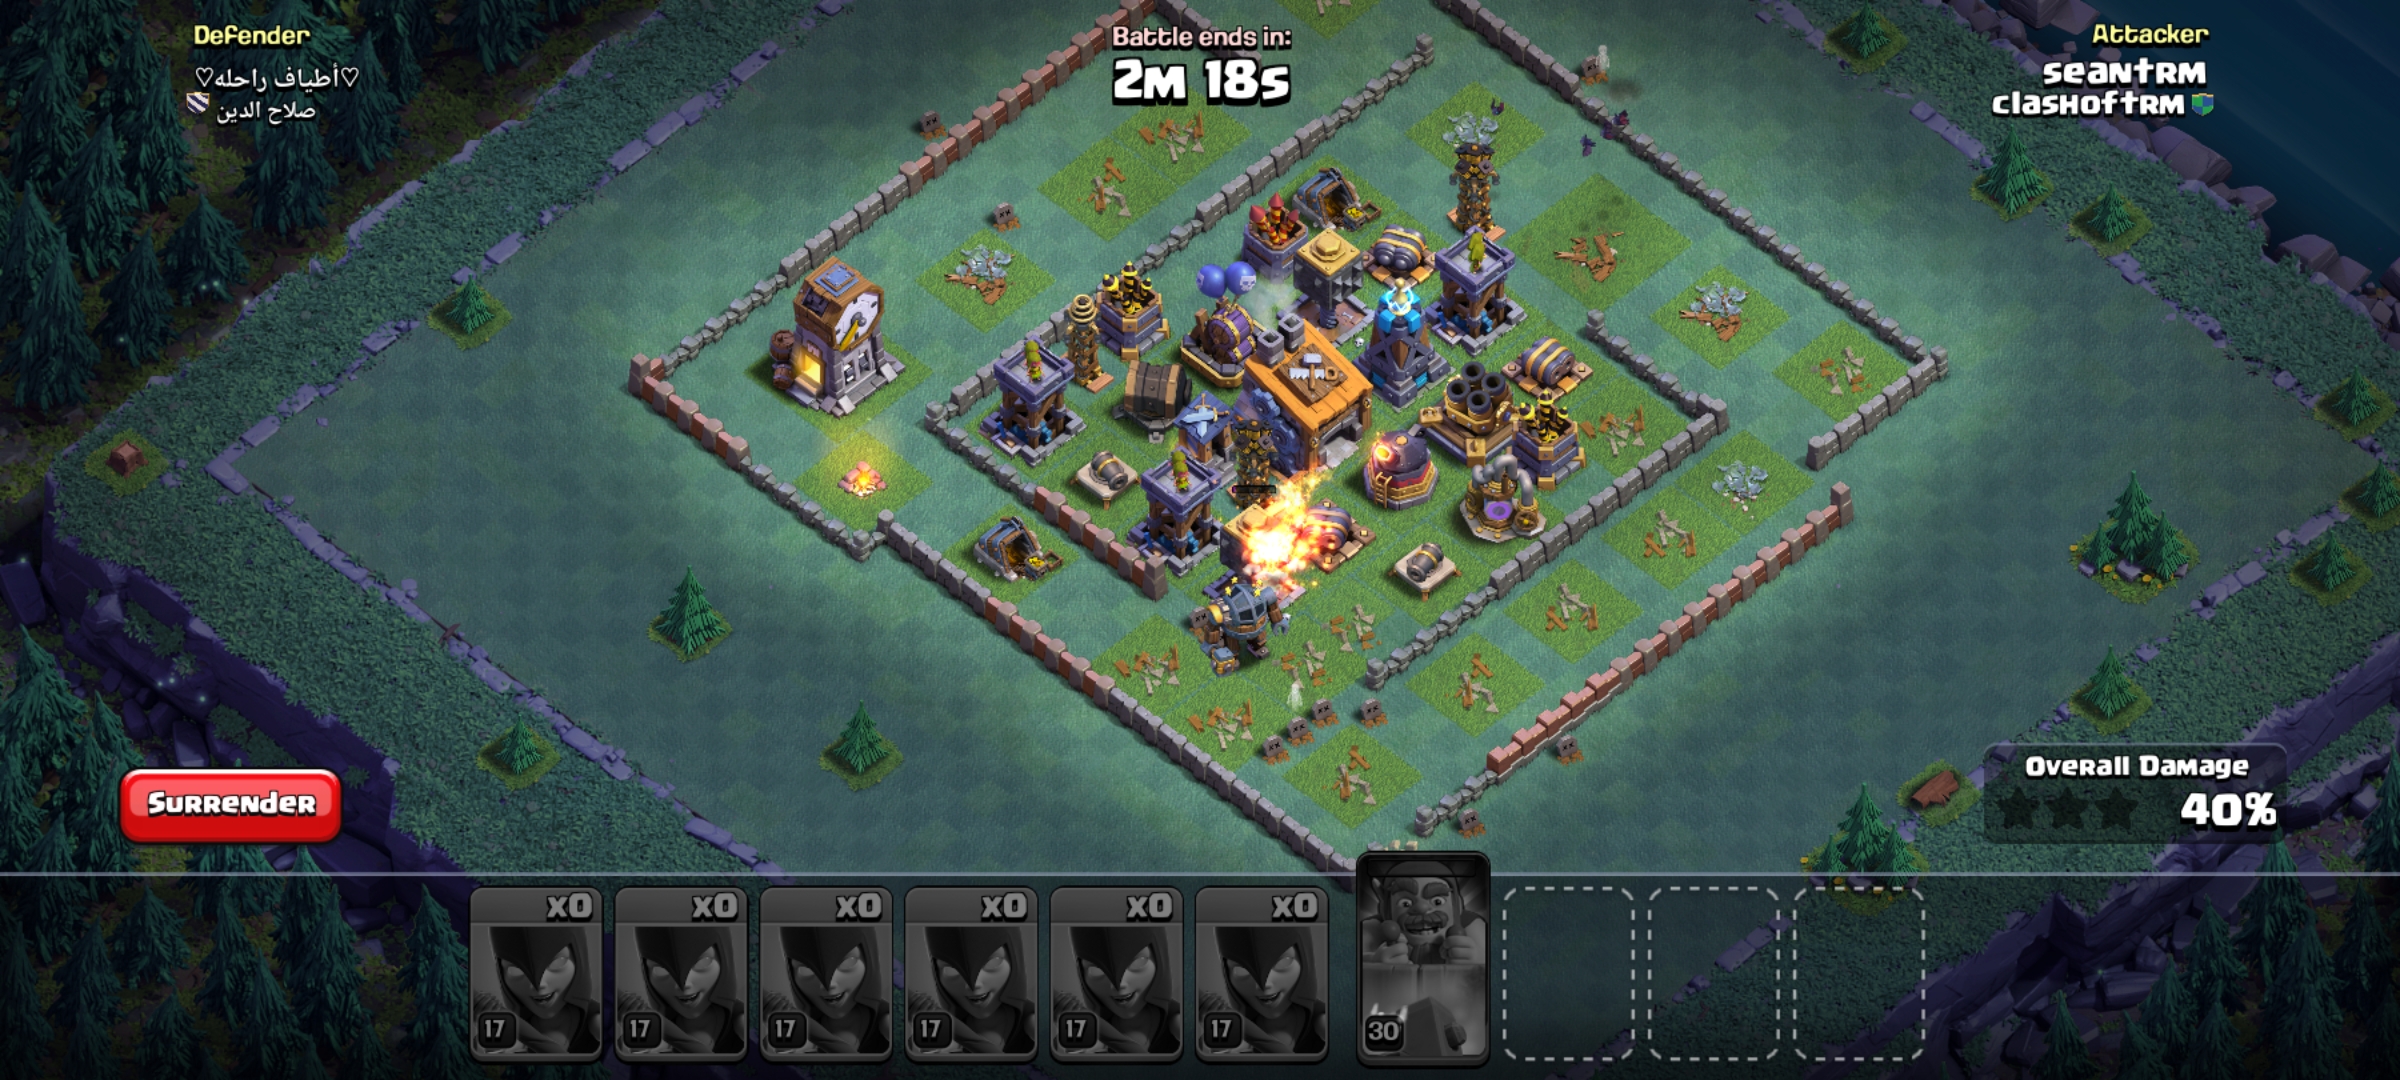 Defender
♡أطياف راحله♡
صلاح الدين
Battle ends in:
2M 18s
Attacker
seantRM
clashoftRM
Surrender
Overall Damage
40%
x0
x0
x0
x0
x0
x0
17
17
17
17
17
17
30